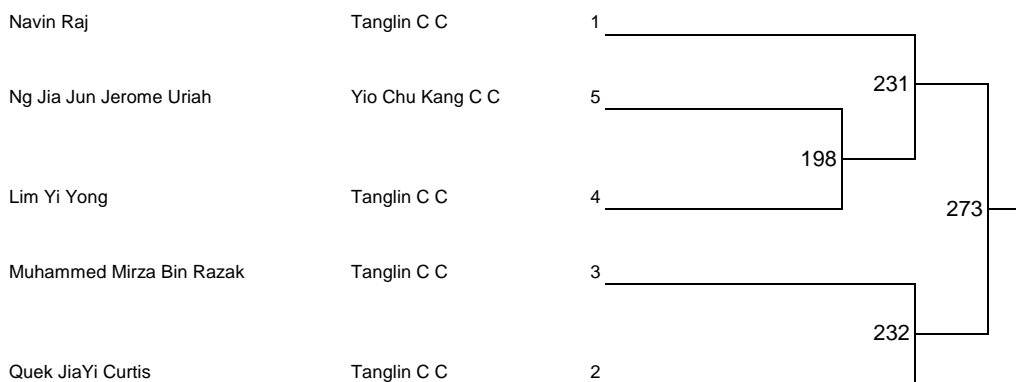 Navin Raj Tanglin C C 1
231
Ng Jia Jun Jerome Uriah Yio Chu Kang C C 5
198
Lim Yi Yong Tanglin C C 4
273
Muhammed Mirza Bin Razak Tanglin C C 3
232
Quek JiaYi Curtis Tanglin C C 2